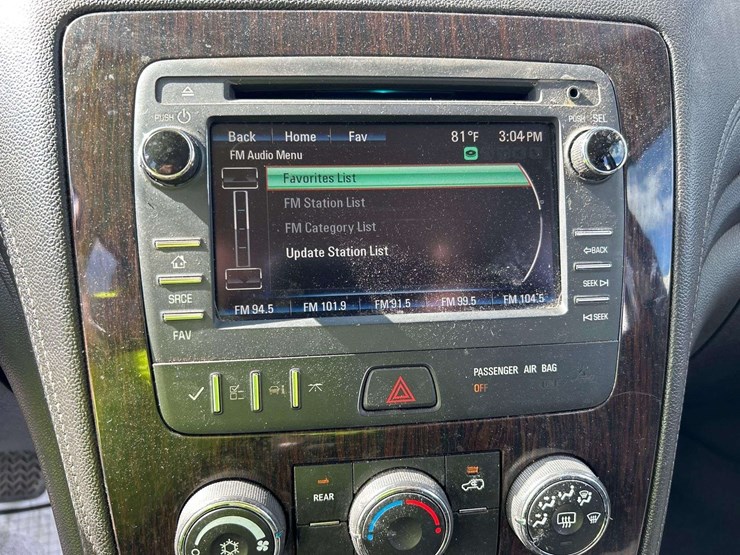 PUSH
PUSH SEL
Back Home Fav 81°F 3:04 PM
FM Audio Menu
Favorites List
FM Station List
FM Category List
Update Station List
FM 94.5 FM 101.9 FM 91.5 FM 99.5 FM 104.5
BACK
SEEK
SEEK
SRCE
FAV
PASSENGER AIR BAG
OFF
REAR